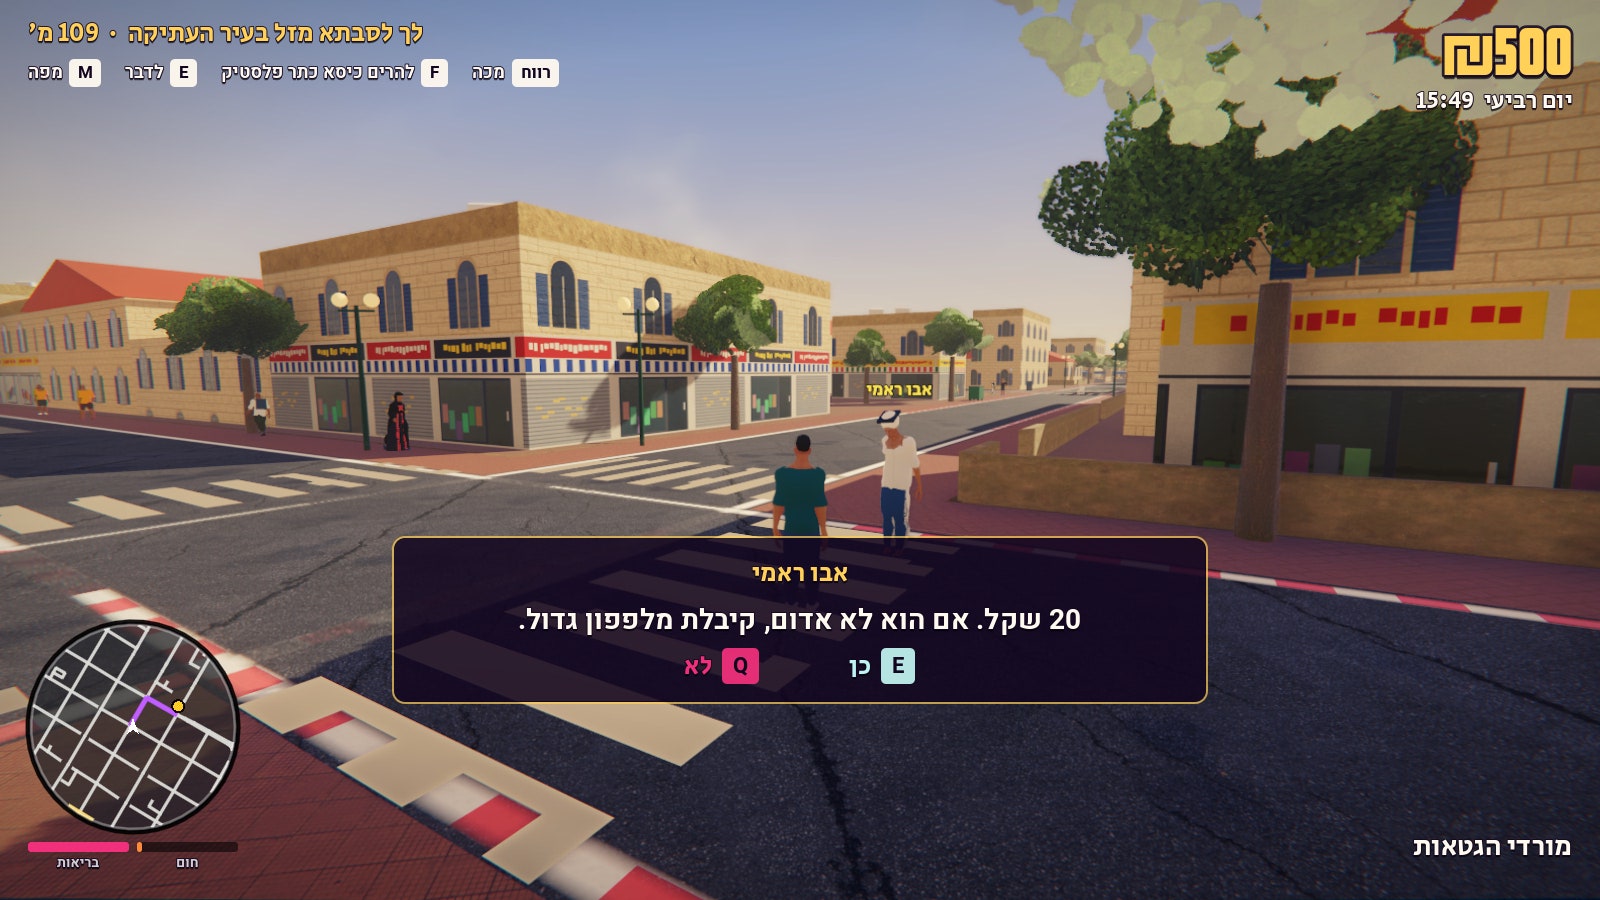 לך לסבתא מזל בעיר העתיקה · 109 מ'
רווח מכה F להרים כיסא כתר פלסטיק E לדבר M מפה
₪500
יום רביעי 15:49
אבו ראמי
אבו ראמי
20 שקל. אם הוא לא אדום, קיבלת מלפפון גדול.
E כן Q לא
בריאות חום
מורדי הגטאות